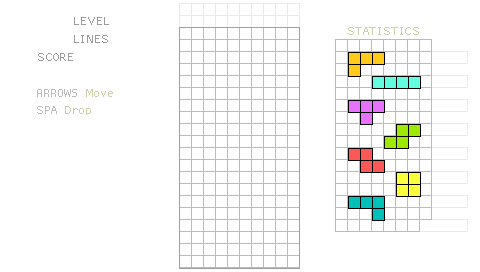 LEVEL
LINES
SCORE
ARROWS Move
SPA Drop
STATISTICS